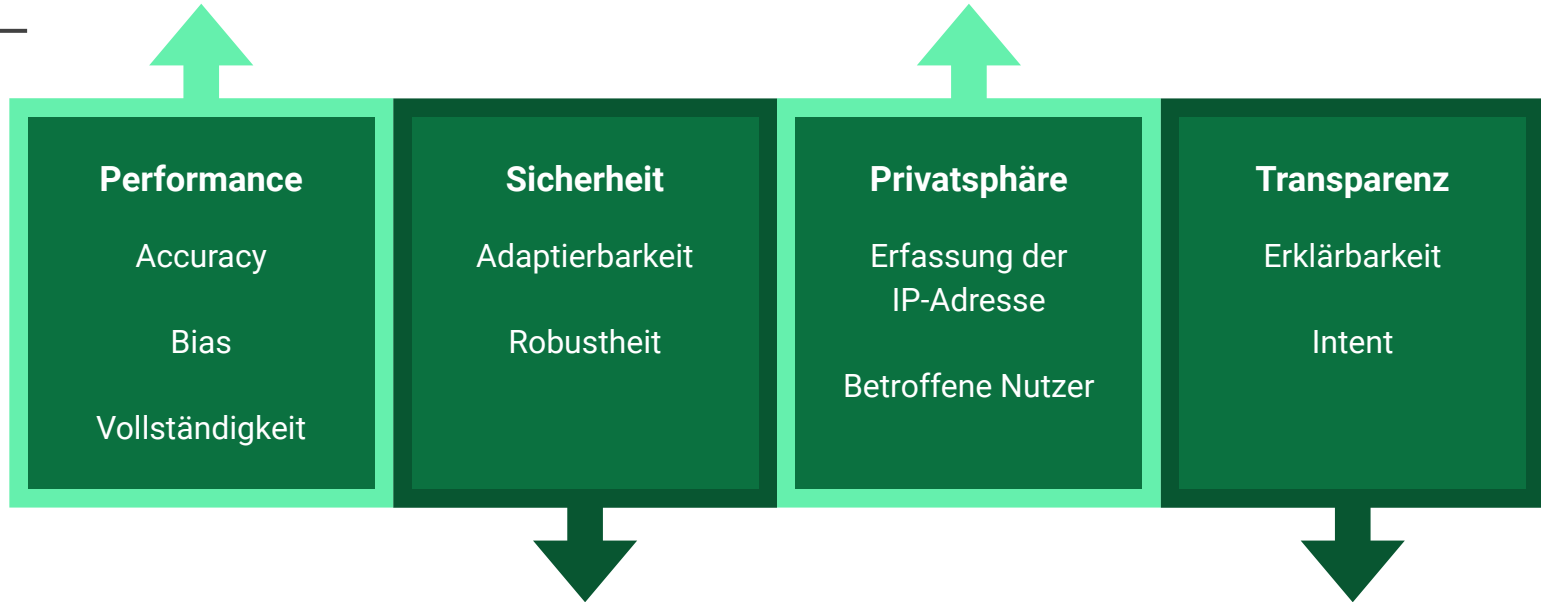 Performance
Accuracy
Bias
Vollständigkeit
Sicherheit
Adaptierbarkeit
Robustheit
Privatsphäre
Erfassung der
IP-Adresse
Betroffene Nutzer
Transparenz
Erklärbarkeit
Intent